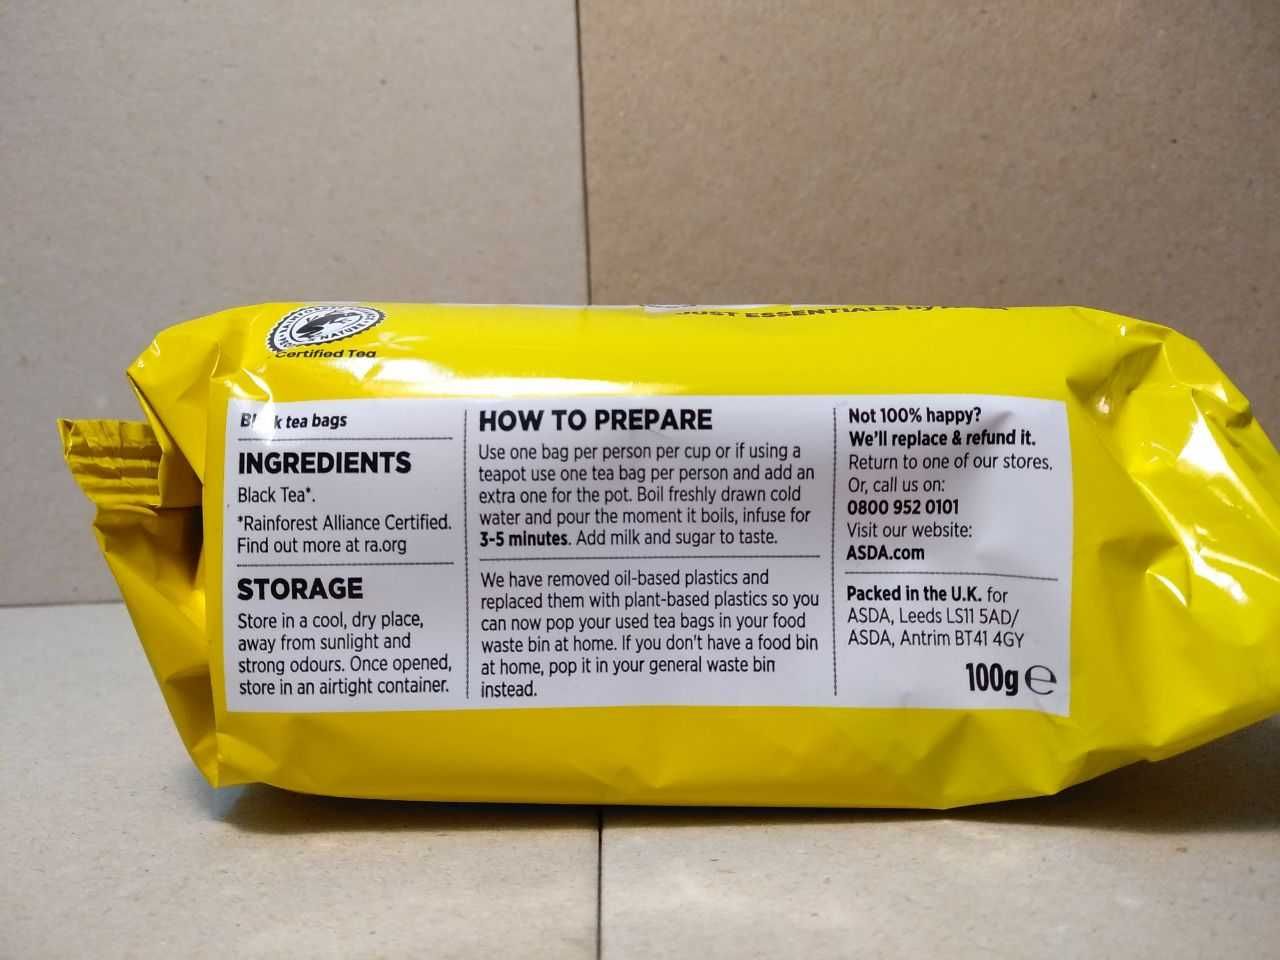 Certified Tea
JUST ESSENTIALS by
tea bags
INGREDIENTS
Black Tea*.
*Rainforest Alliance Certified.
Find out more at ra.org
STORAGE
Store in a cool, dry place,
away from sunlight and
strong odours. Once opened,
store in an airtight container.
HOW TO PREPARE
Use one bag per person per cup or if using a
teapot use one tea bag per person and add an
extra one for the pot. Boil freshly drawn cold
water and pour the moment it boils, infuse for
3-5 minutes. Add milk and sugar to taste.
We have removed oil-based plastics and
replaced them with plant-based plastics so you
can now pop your used tea bags in your food
waste bin at home. If you don't have a food bin
at home, pop it in your general waste bin
instead.
Not 100% happy?
We'll replace & refund it.
Return to one of our stores.
Or, call us on:
0800 952 0101
Visit our website:
ASDA.com
Packed in the U.K. for
ASDA, Leeds LS11 5AD/
ASDA, Antrim BT41 4GY
100g ℮